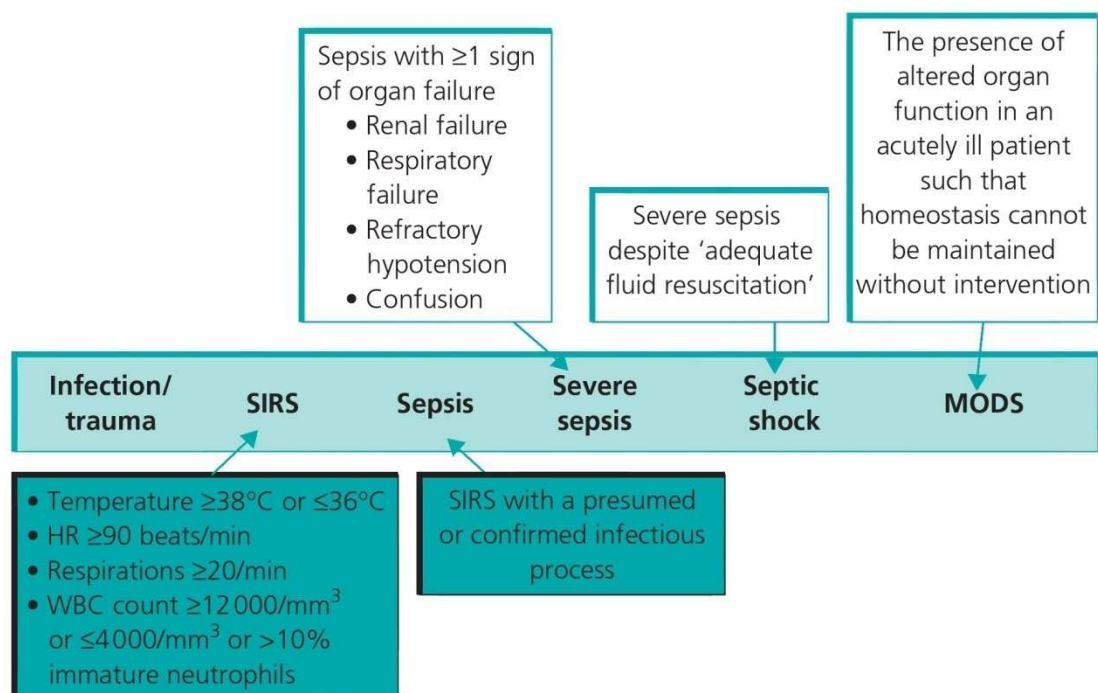 Sepsis with ≥1 sign
of organ failure
• Renal failure
• Respiratory
failure
• Refractory
hypotension
• Confusion
Severe sepsis
despite ‘adequate
fluid resuscitation’
The presence of
altered organ
function in an
acutely ill patient
such that
homeostasis cannot
be maintained
without intervention
Infection/
trauma
SIRS
Sepsis
Severe
sepsis
Septic
shock
MODS
• Temperature ≥38°C or ≤36°C
• HR ≥90 beats/min
• Respirations ≥20/min
• WBC count ≥12 000/mm³
or ≤4000/mm³ or >10%
immature neutrophils
SIRS with a presumed
or confirmed infectious
process